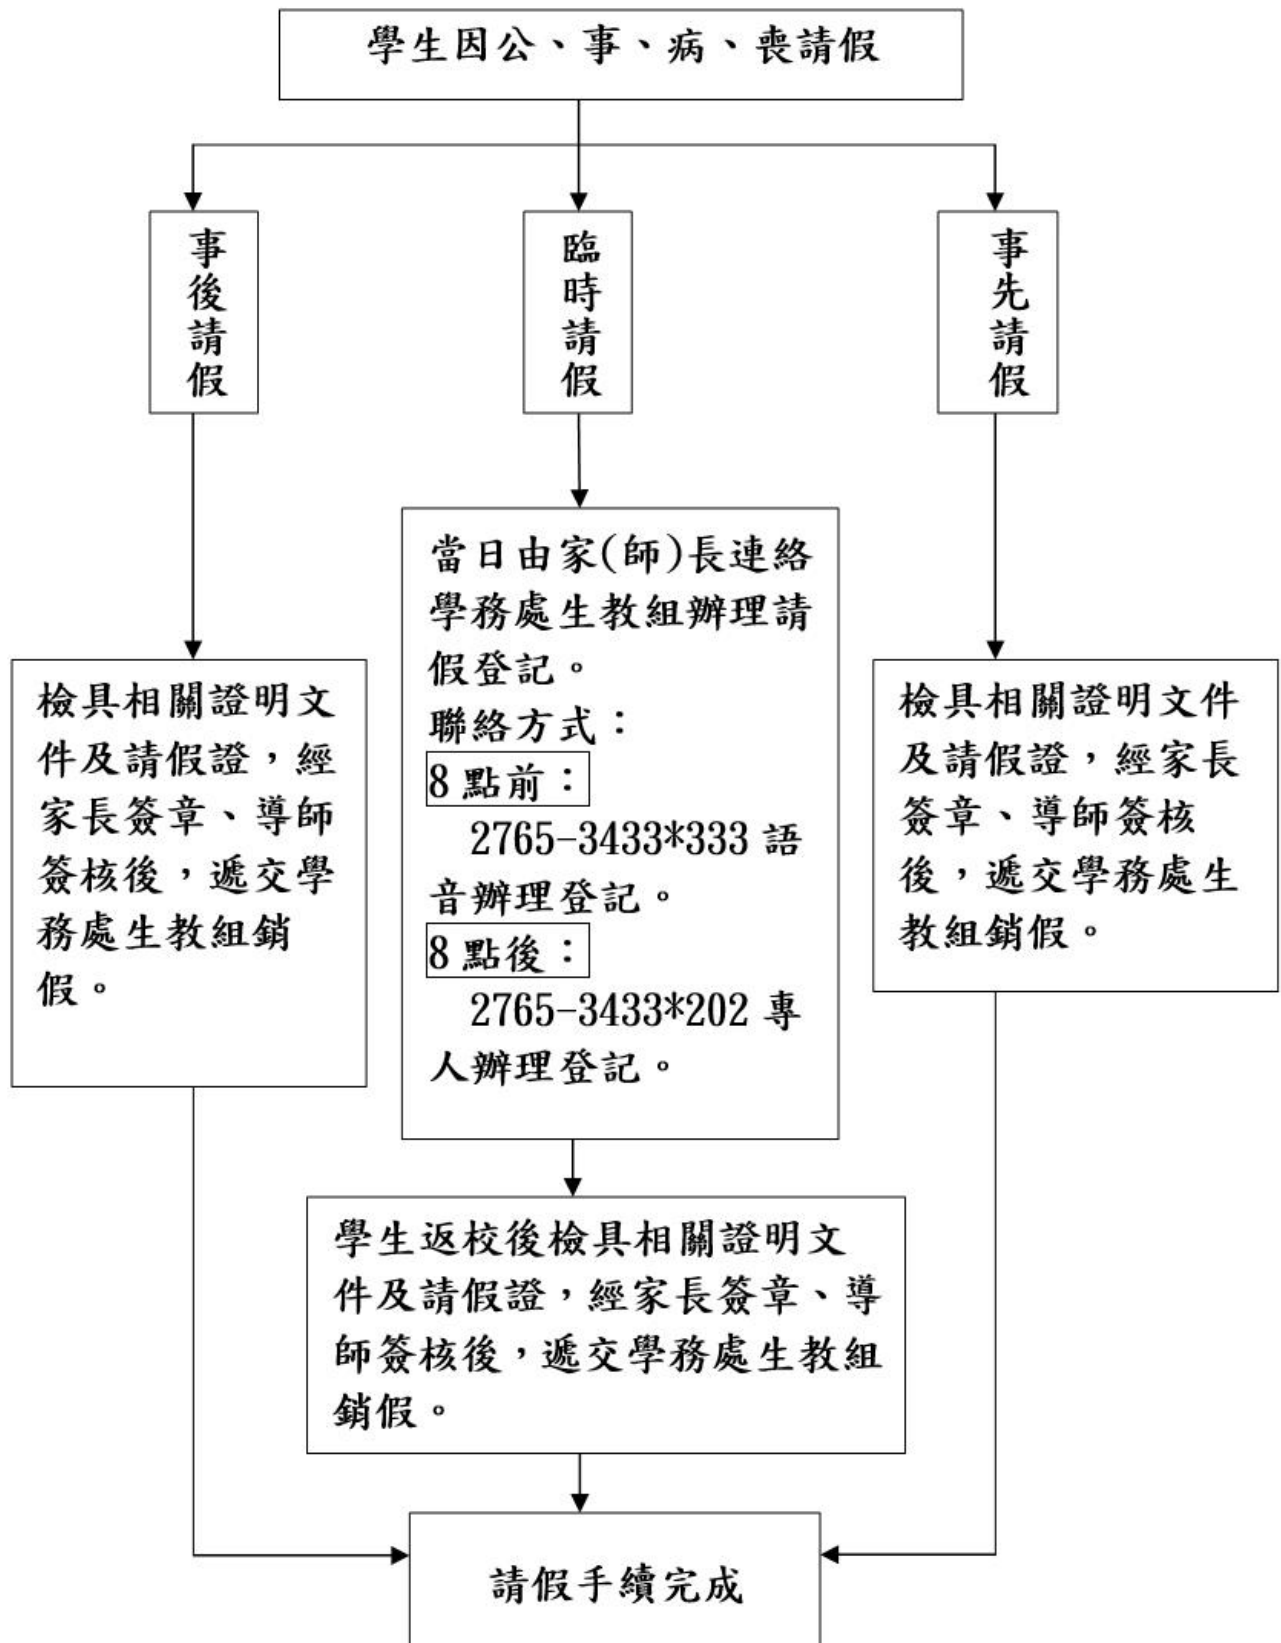 學生因公、事、病、喪請假
事後請假
臨時請假
事先請假
檢具相關證明文
件及請假證，經
家長簽章、導師
簽核後，遞交學
務處生教組銷
假。
當日由家(師)長連絡
學務處生教組辦理請
假登記。
聯絡方式：
8 點前：
2765-3433*333 語
音辦理登記。
8 點後：
2765-3433*202 專
人辦理登記。
檢具相關證明文件
及請假證，經家長
簽章、導師簽核
後，遞交學務處生
教組銷假。
學生返校後檢具相關證明文
件及請假證，經家長簽章、導
師簽核後，遞交學務處生教組
銷假。
請假手續完成